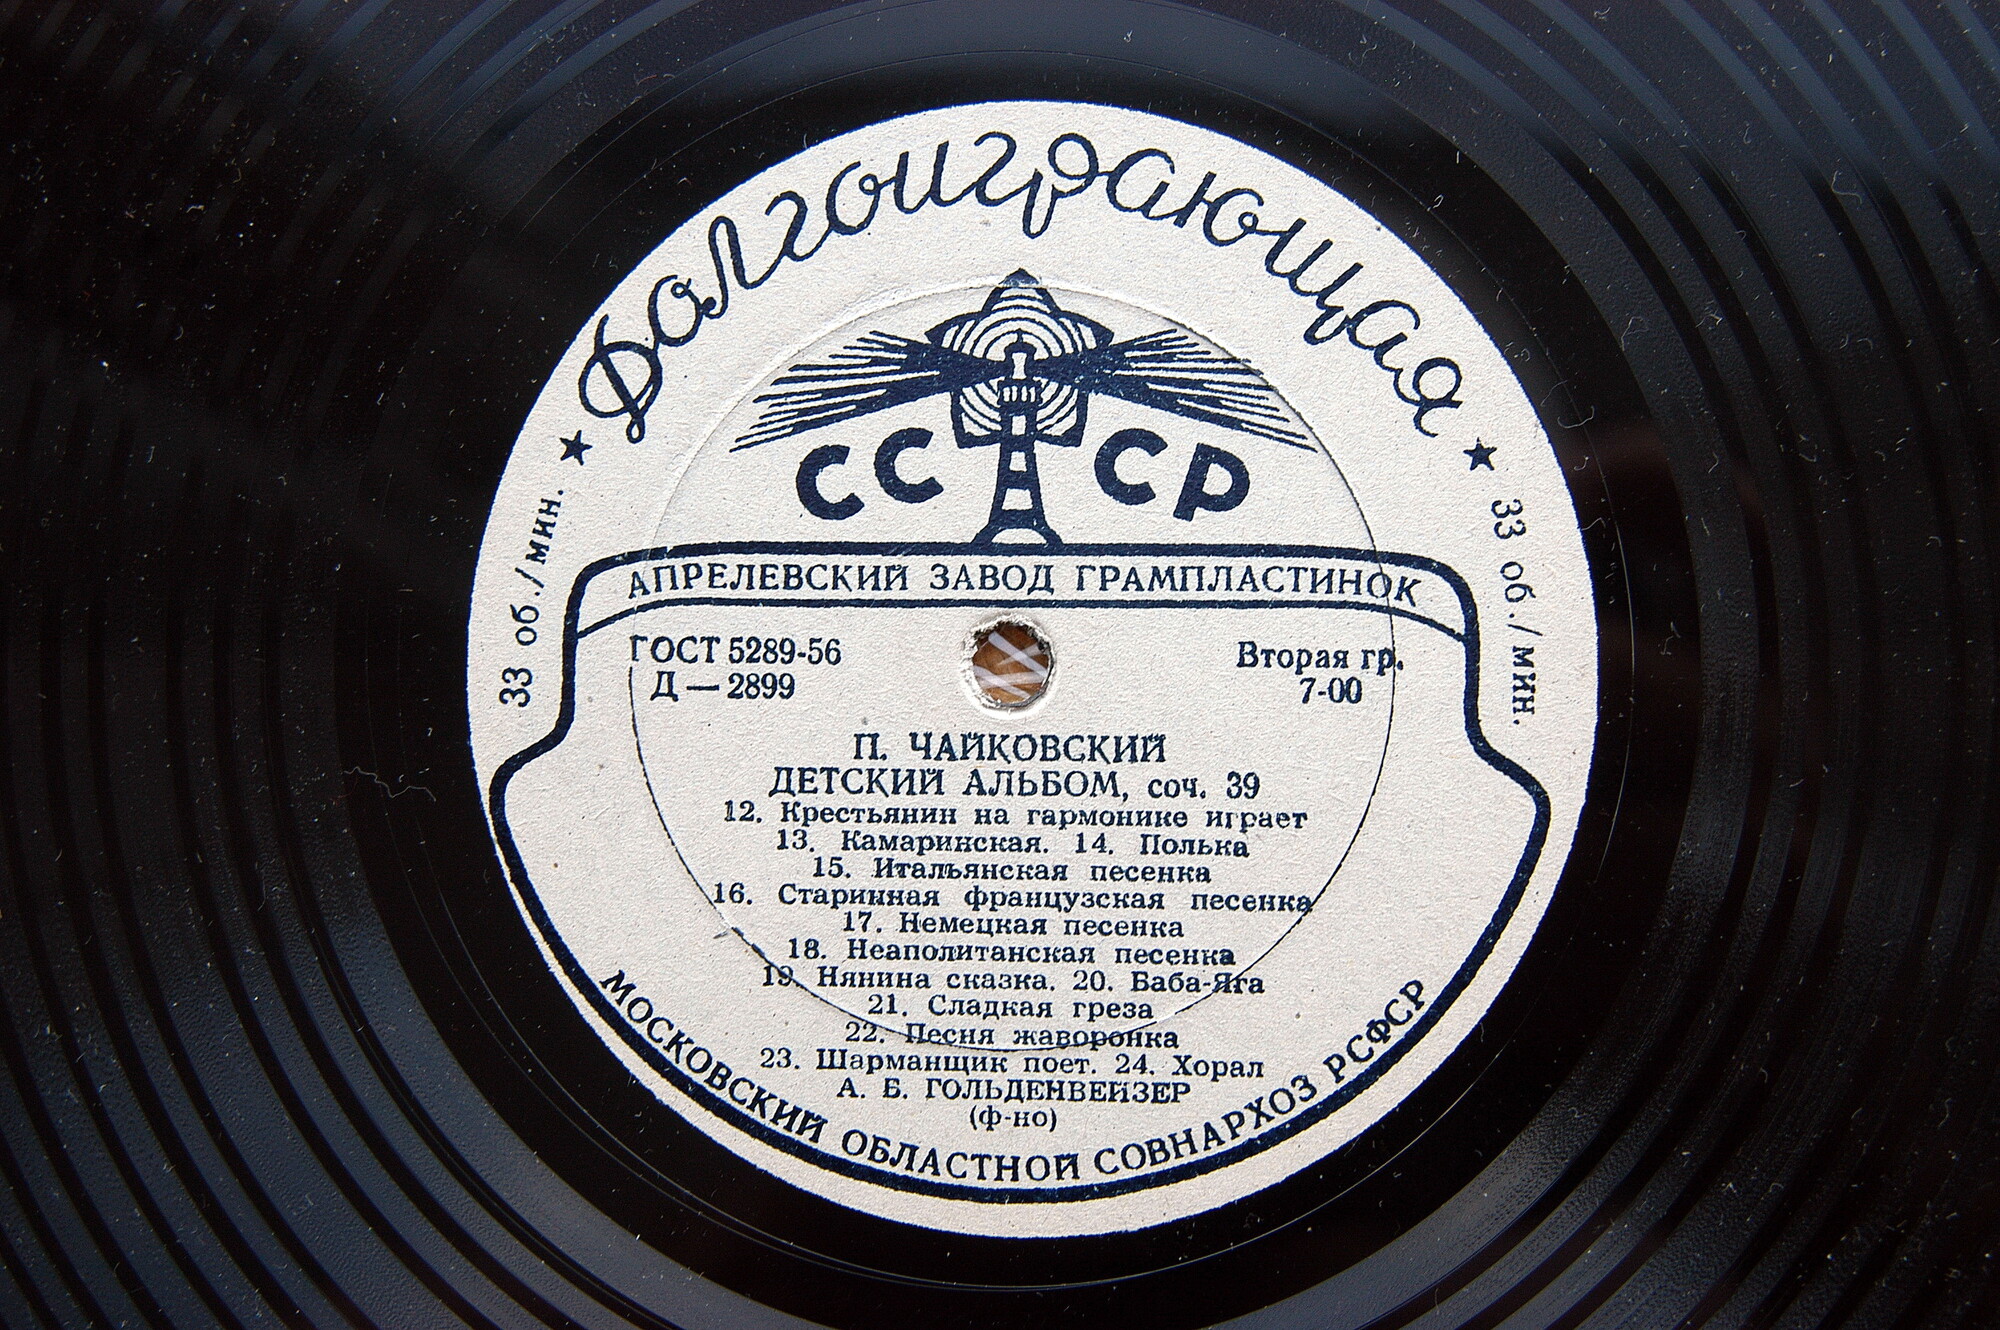 Долгоиграющая
★ ★
33 об./мин.
33 об./мин.
СССР
АПРЕЛЕВСКИЙ ЗАВОД ГРАМПЛАСТИНОК
ГОСТ 5289-56
Д — 2899
Вторая гр.
7-00
П. ЧАЙКОВСКИЙ
ДЕТСКИЙ АЛЬБОМ, соч. 39
12. Крестьянин на гармонике играет
13. Камаринская. 14. Полька
15. Итальянская песенка
16. Старинная французская песенка
17. Немецкая песенка
18. Неаполитанская песенка
19. Нянина сказка. 20. Баба-Яга
21. Сладкая греза
22. Песня жаворонка
23. Шарманщик поет. 24. Хорал
А. Б. ГОЛЬДЕНВЕЙЗЕР
(ф-но)
МОСКОВСКИЙ ОБЛАСТНОЙ СОВНАРХОЗ РСФСР